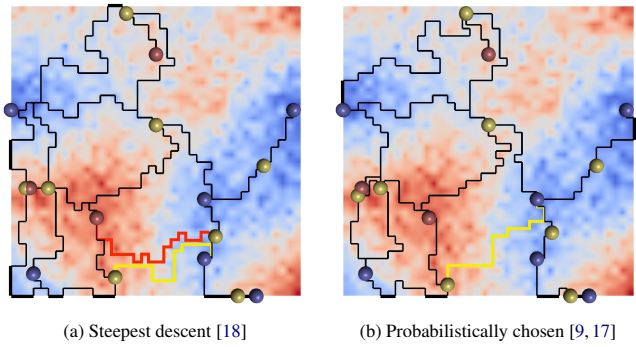 (a) Steepest descent [18]
(b) Probabilistically chosen [9, 17]